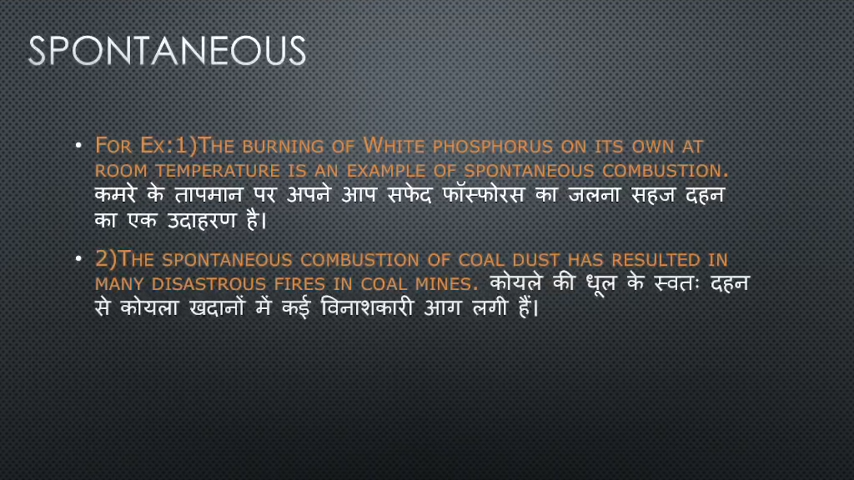 SPONTANEOUS
• FOR EX:1)THE BURNING OF WHITE PHOSPHORUS ON ITS OWN AT
ROOM TEMPERATURE IS AN EXAMPLE OF SPONTANEOUS COMBUSTION.
कमरे के तापमान पर अपने आप सफेद फॉस्फोरस का जलना सहज दहन
का एक उदाहरण है।
• 2)THE SPONTANEOUS COMBUSTION OF COAL DUST HAS RESULTED IN
MANY DISASTROUS FIRES IN COAL MINES. कोयले की धूल के स्वतः दहन
से कोयला खदानों में कई विनाशकारी आग लगी हैं।